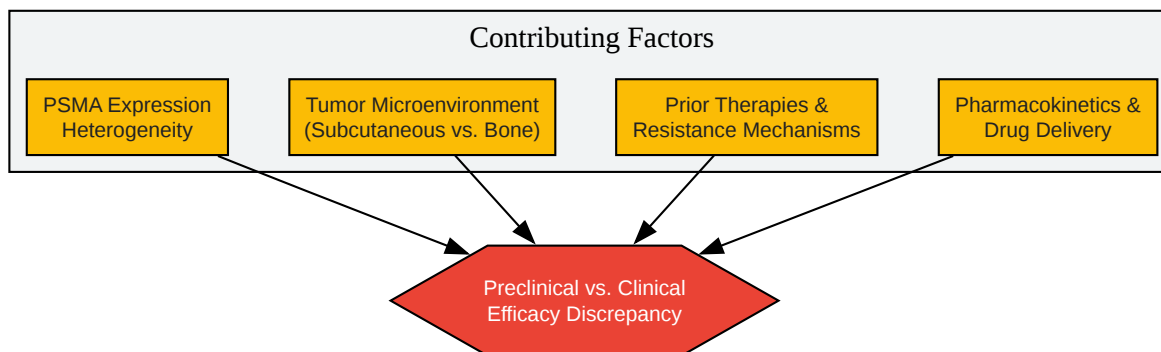 Contributing Factors
PSMA Expression
Heterogeneity
Tumor Microenvironment
(Subcutaneous vs. Bone)
Prior Therapies &
Resistance Mechanisms
Pharmacokinetics &
Drug Delivery
Preclinical vs. Clinical
Efficacy Discrepancy